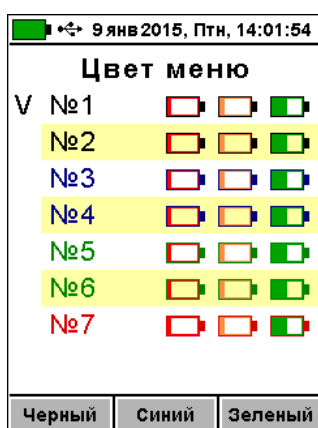 9 янв 2015, Птн, 14:01:54
Цвет меню
V №1
№2
№3
№4
№5
№6
№7
Черный Синий Зеленый